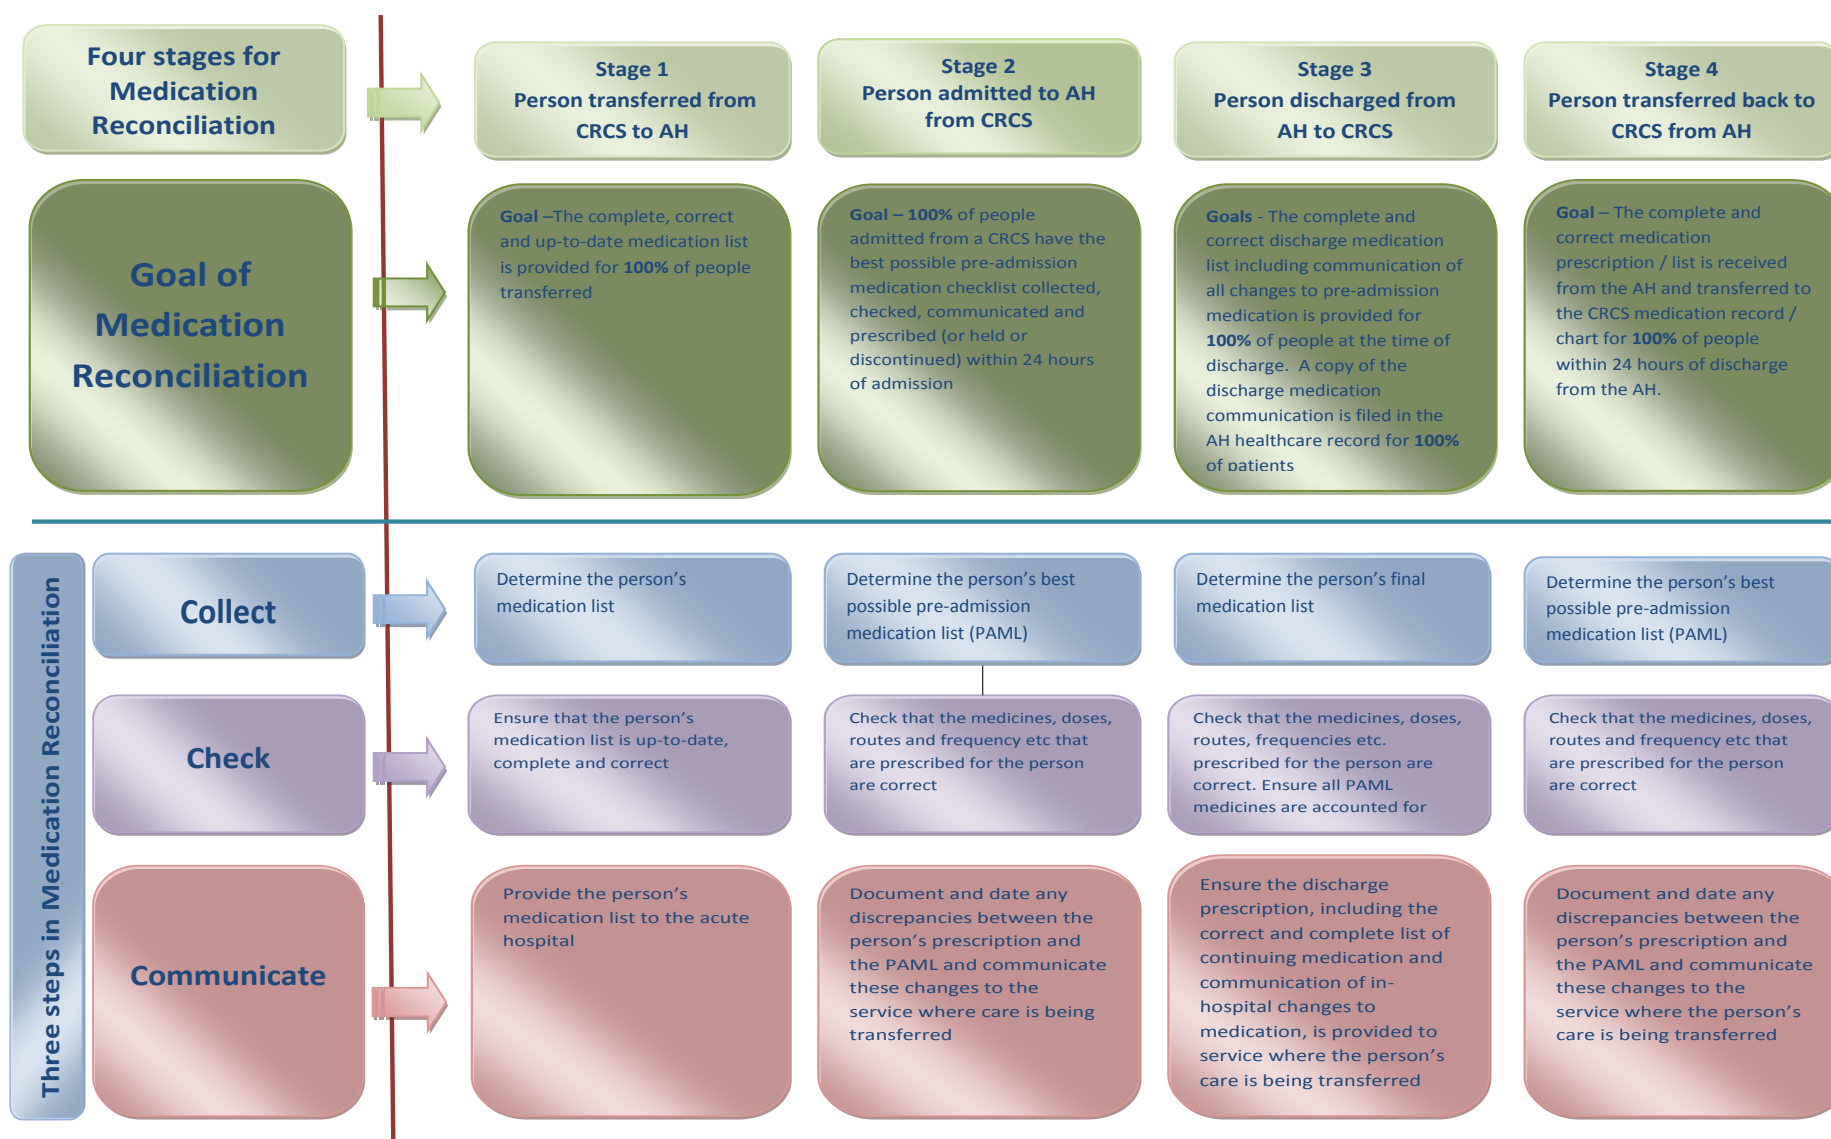 Four stages for
Medication
Reconciliation
Stage 1
Person transferred from
CRCS to AH
Stage 2
Person admitted to AH
from CRCS
Stage 3
Person discharged from
AH to CRCS
Stage 4
Person transferred back to
CRCS from AH
Goal of
Medication
Reconciliation
Goal –The complete, correct
and up-to-date medication list
is provided for 100% of people
transferred
Goal – 100% of people
admitted from a CRCS have the
best possible pre-admission
medication checklist collected,
checked, communicated and
prescribed (or held or
discontinued) within 24 hours
of admission
Goals - The complete and
correct discharge medication
list including communication of
all changes to pre-admission
medication is provided for
100% of people at the time of
discharge. A copy of the
discharge medication
communication is filed in the
AH healthcare record for 100%
of patients
Goal – The complete and
correct medication
prescription / list is received
from the AH and transferred to
the CRCS medication record /
chart for 100% of people
within 24 hours of discharge
from the AH.
Three steps in Medication Reconciliation
Collect
Determine the person’s
medication list
Determine the person’s best
possible pre-admission
medication list (PAML)
Determine the person’s final
medication list
Determine the person’s best
possible pre-admission
medication list (PAML)
Check
Ensure that the person’s
medication list is up-to-date,
complete and correct
Check that the medicines, doses,
routes and frequency etc that
are prescribed for the person
are correct
Check that the medicines, doses,
routes, frequencies etc.
prescribed for the person are
correct. Ensure all PAML
medicines are accounted for
Check that the medicines, doses,
routes and frequency etc that
are prescribed for the person
are correct
Communicate
Provide the person’s
medication list to the acute
hospital
Document and date any
discrepancies between the
person’s prescription and
the PAML and communicate
these changes to the
service where care is being
transferred
Ensure the discharge
prescription, including the
correct and complete list of
continuing medication and
communication of in-
hospital changes to
medication, is provided to
service where the person’s
care is being transferred
Document and date any
discrepancies between the
person’s prescription and
the PAML and communicate
these changes to the
service where the person’s
care is being transferred